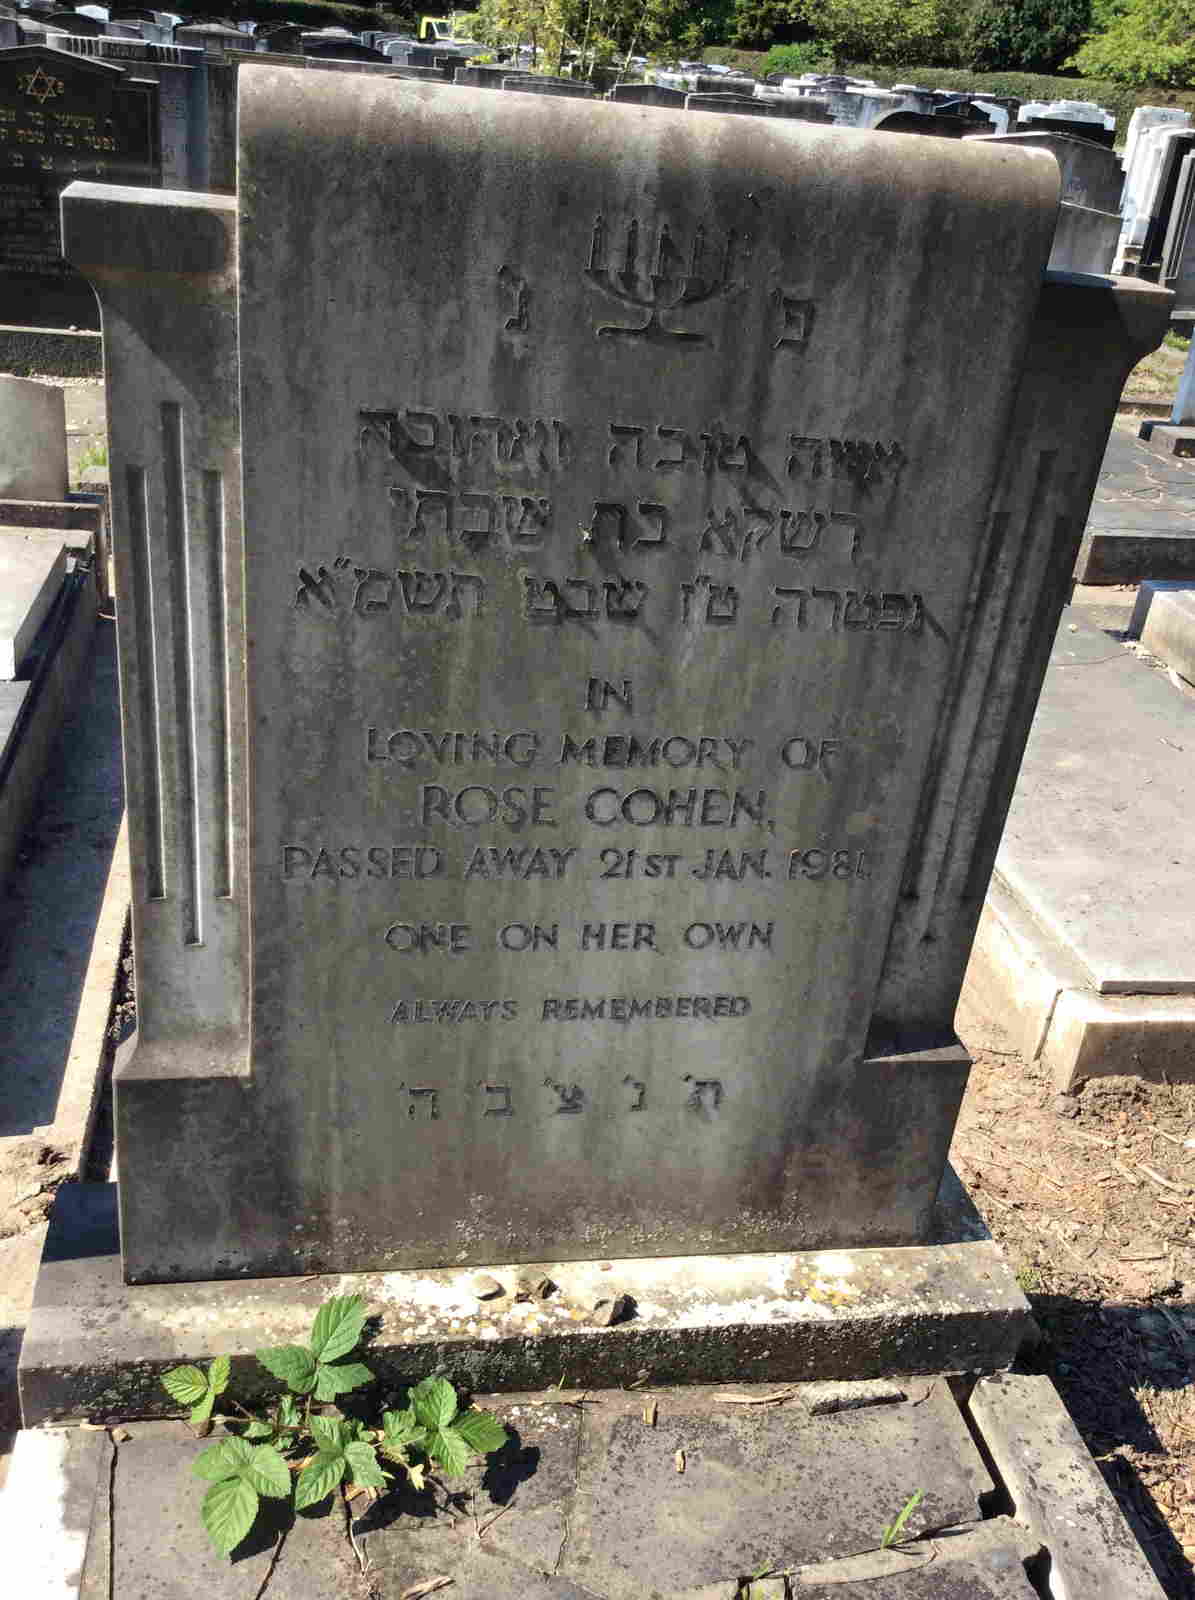 פ' נ'
אשה טובה ואהובה
רשקא בת שבתי
נפטרה ט"ז שבט תשמ"א
IN
LOVING MEMORY OF
ROSE COHEN,
PASSED AWAY 21ST JAN. 1981.
ONE ON HER OWN
ALWAYS REMEMBERED
ת' נ' צ' ב' ה'